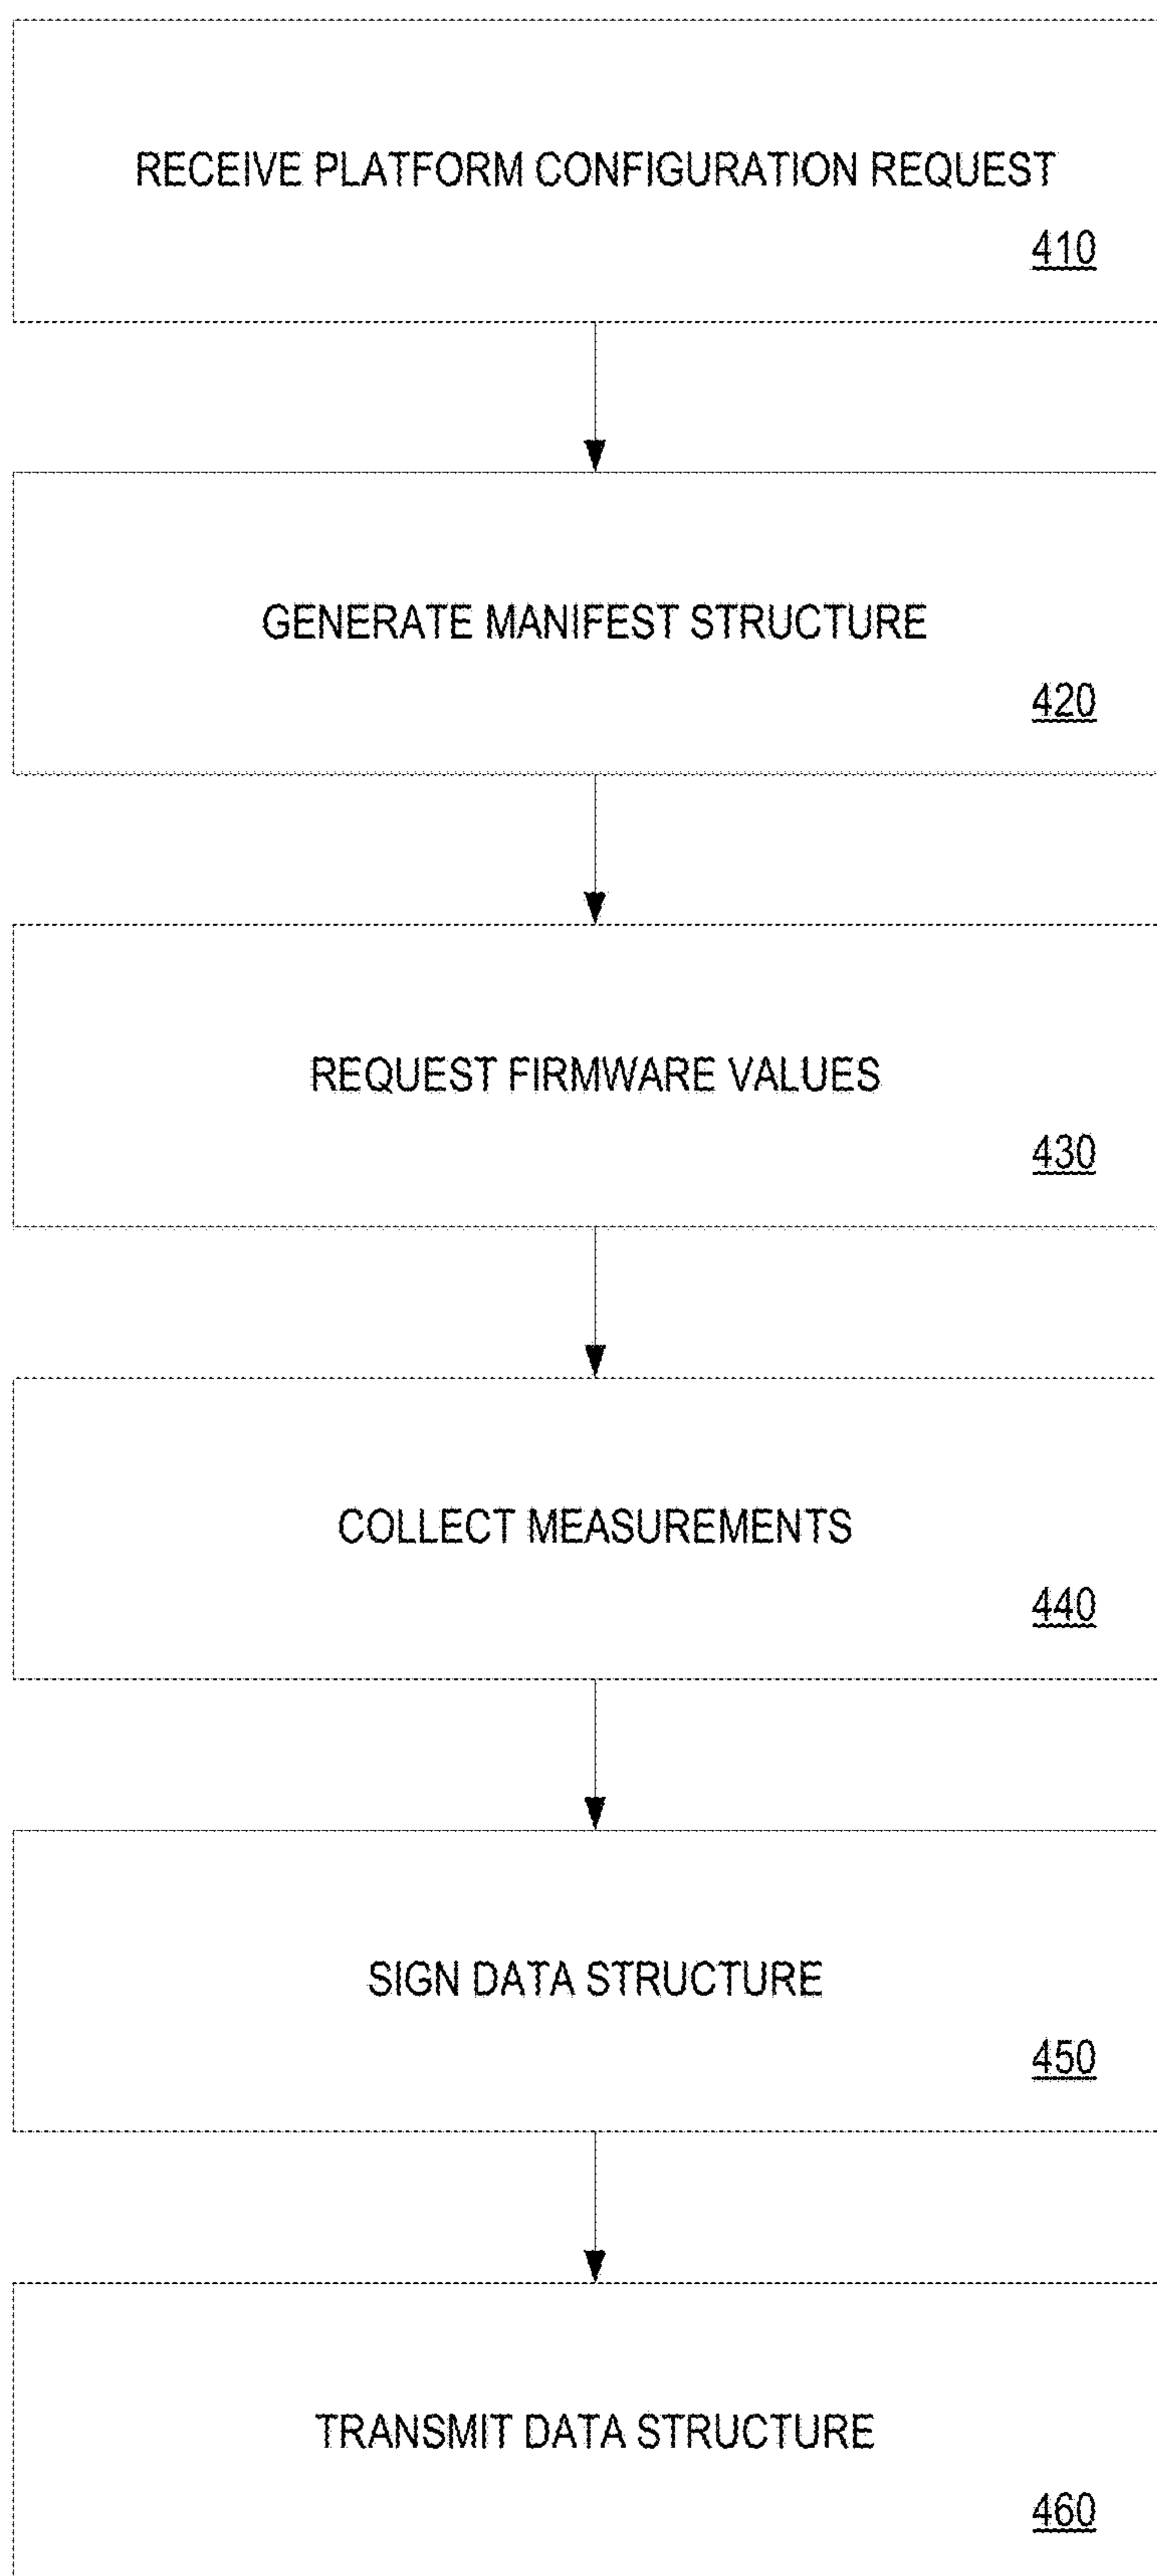 RECEIVE PLATFORM CONFIGURATION REQUEST
410
GENERATE MANIFEST STRUCTURE
420
REQUEST FIRMWARE VALUES
430
COLLECT MEASUREMENTS
440
SIGN DATA STRUCTURE
450
TRANSMIT DATA STRUCTURE
460